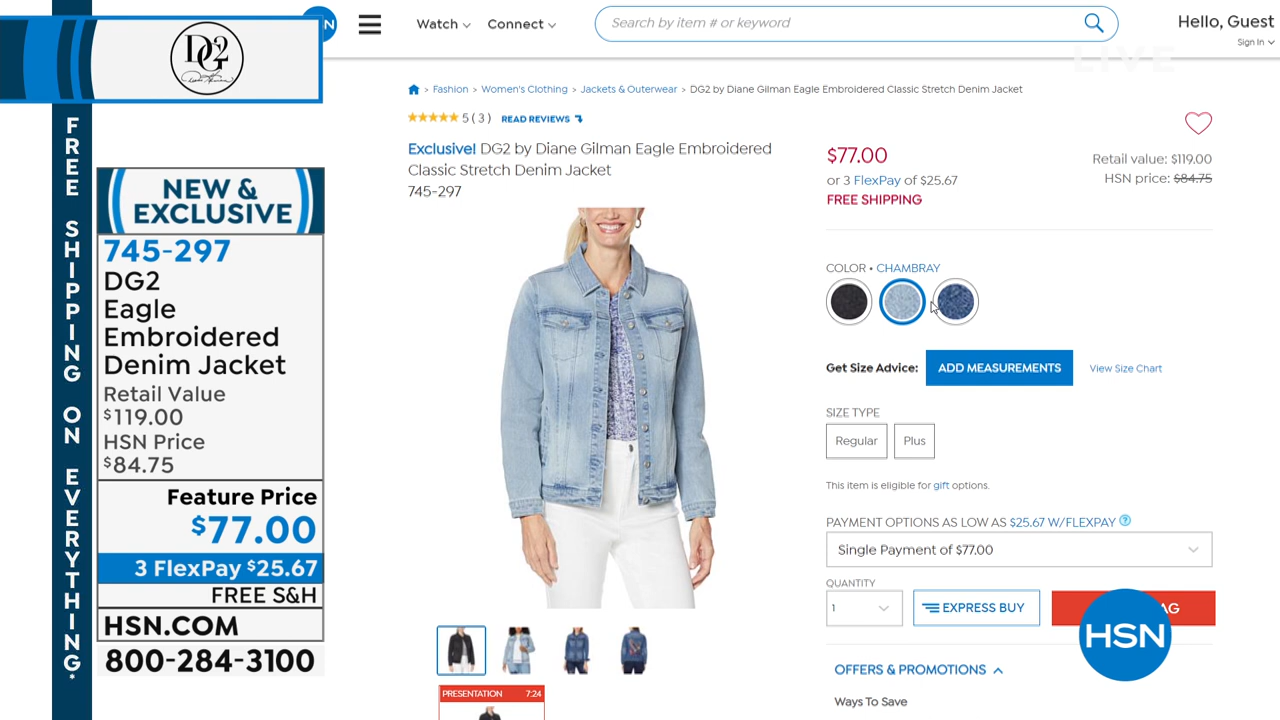 DG2
FREE SHIPPING ON EVERYTHING*
NEW &
EXCLUSIVE
745-297
DG2
Eagle
Embroidered
Denim Jacket
Retail Value
$119.00
HSN Price
$84.75
Feature Price
$77.00
3 FlexPay $25.67
FREE S&H
HSN.COM
800-284-3100
Watch
Connect
Search by item # or keyword
Hello, Guest
Sign In
LIVE
> Fashion > Women's Clothing > Jackets & Outerwear > DG2 by Diane Gilman Eagle Embroidered Classic Stretch Denim Jacket
5 ( 3 ) READ REVIEWS
Exclusive! DG2 by Diane Gilman Eagle Embroidered
Classic Stretch Denim Jacket
745-297
$77.00
or 3 FlexPay of $25.67
FREE SHIPPING
Retail value: $119.00
HSN price: $84.75
COLOR • CHAMBRAY
Get Size Advice: ADD MEASUREMENTS View Size Chart
SIZE TYPE
Regular Plus
This item is eligible for gift options.
PAYMENT OPTIONS AS LOW AS $25.67 W/FLEXPAY ?
Single Payment of $77.00
QUANTITY
1 EXPRESS BUY AG
HSN
OFFERS & PROMOTIONS
Ways To Save
PRESENTATION 7:24